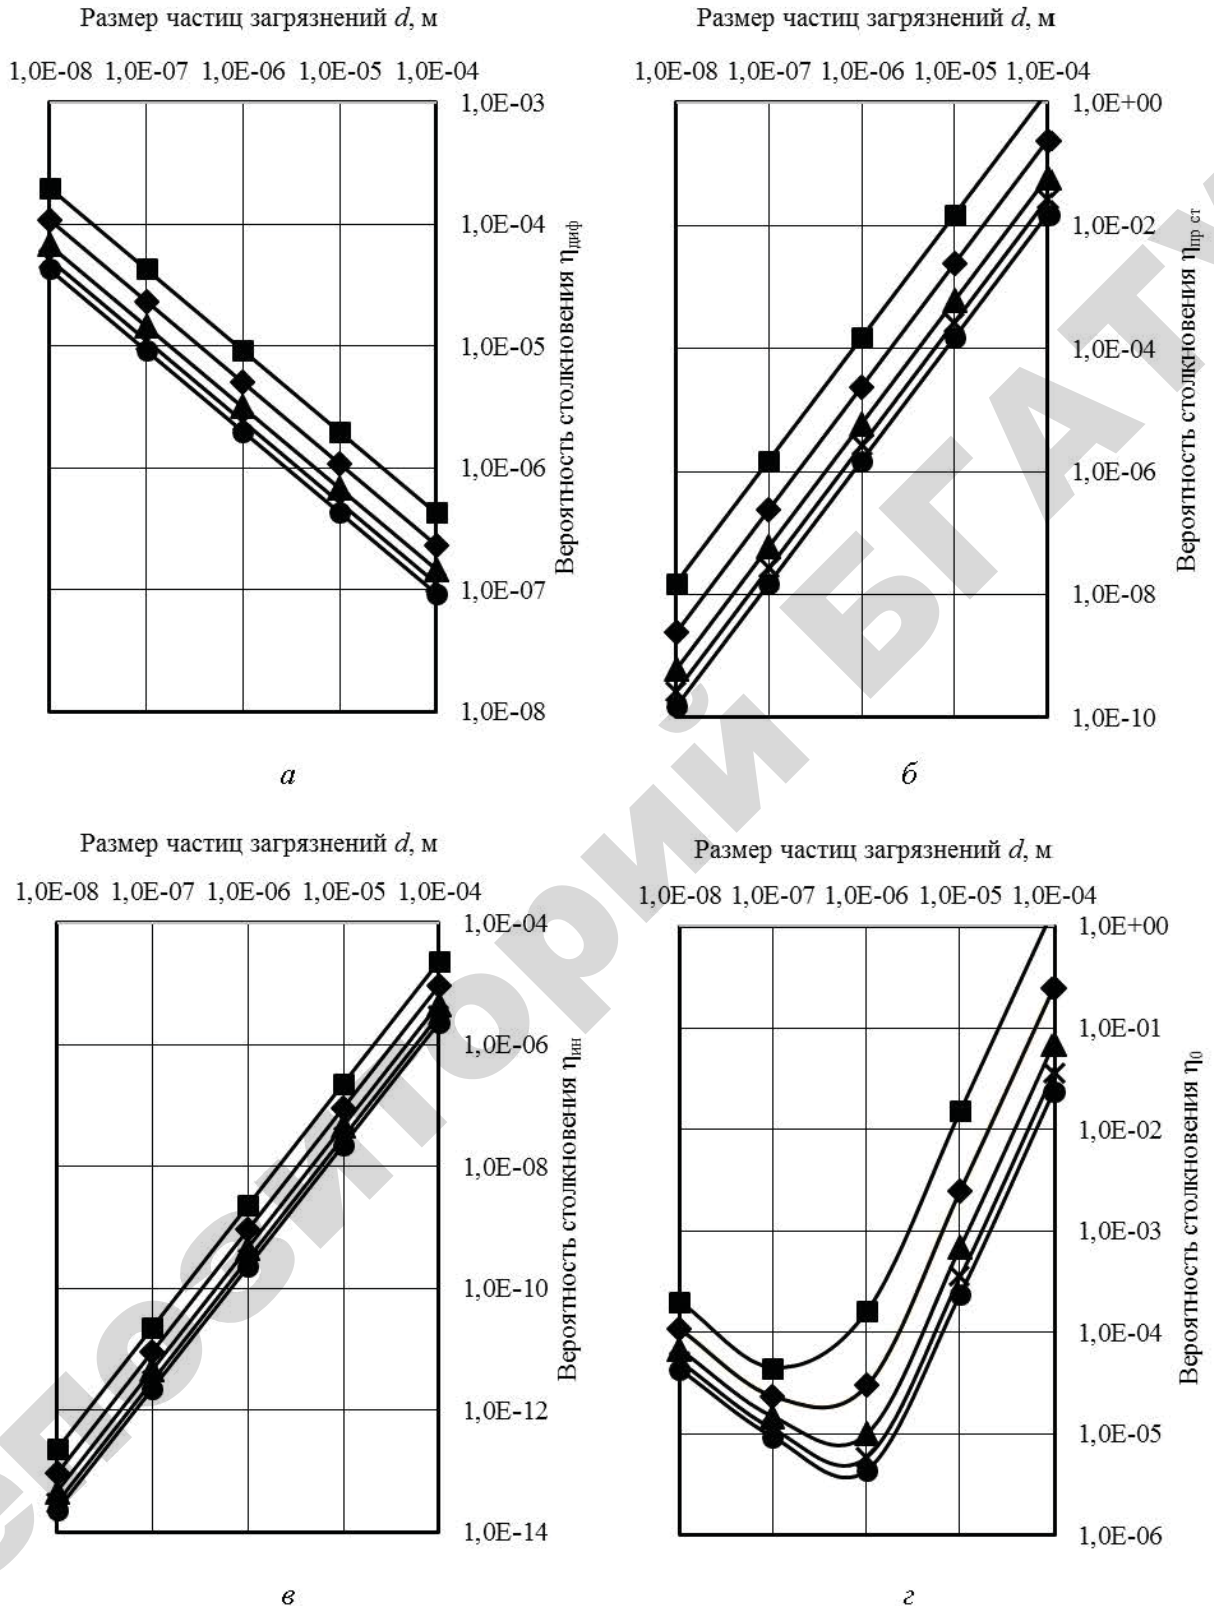 Размер частиц загрязнений d, м
1,0E-08 1,0E-07 1,0E-06 1,0E-05 1,0E-04
1,0E-03
1,0E-04
1,0E-05
1,0E-06
1,0E-07
1,0E-08
Вероятность столкновения ηдиф
а
Размер частиц загрязнений d, м
1,0E-08 1,0E-07 1,0E-06 1,0E-05 1,0E-04
1,0E+00
1,0E-02
1,0E-04
1,0E-06
1,0E-08
1,0E-10
Вероятность столкновения ηпр ст
б
Размер частиц загрязнений d, м
1,0E-08 1,0E-07 1,0E-06 1,0E-05 1,0E-04
1,0E-04
1,0E-06
1,0E-08
1,0E-10
1,0E-12
1,0E-14
Вероятность столкновения ηин
в
Размер частиц загрязнений d, м
1,0E-08 1,0E-07 1,0E-06 1,0E-05 1,0E-04
1,0E+00
1,0E-01
1,0E-02
1,0E-03
1,0E-04
1,0E-05
1,0E-06
Вероятность столкновения η0
г
епозиторий БГАТУ